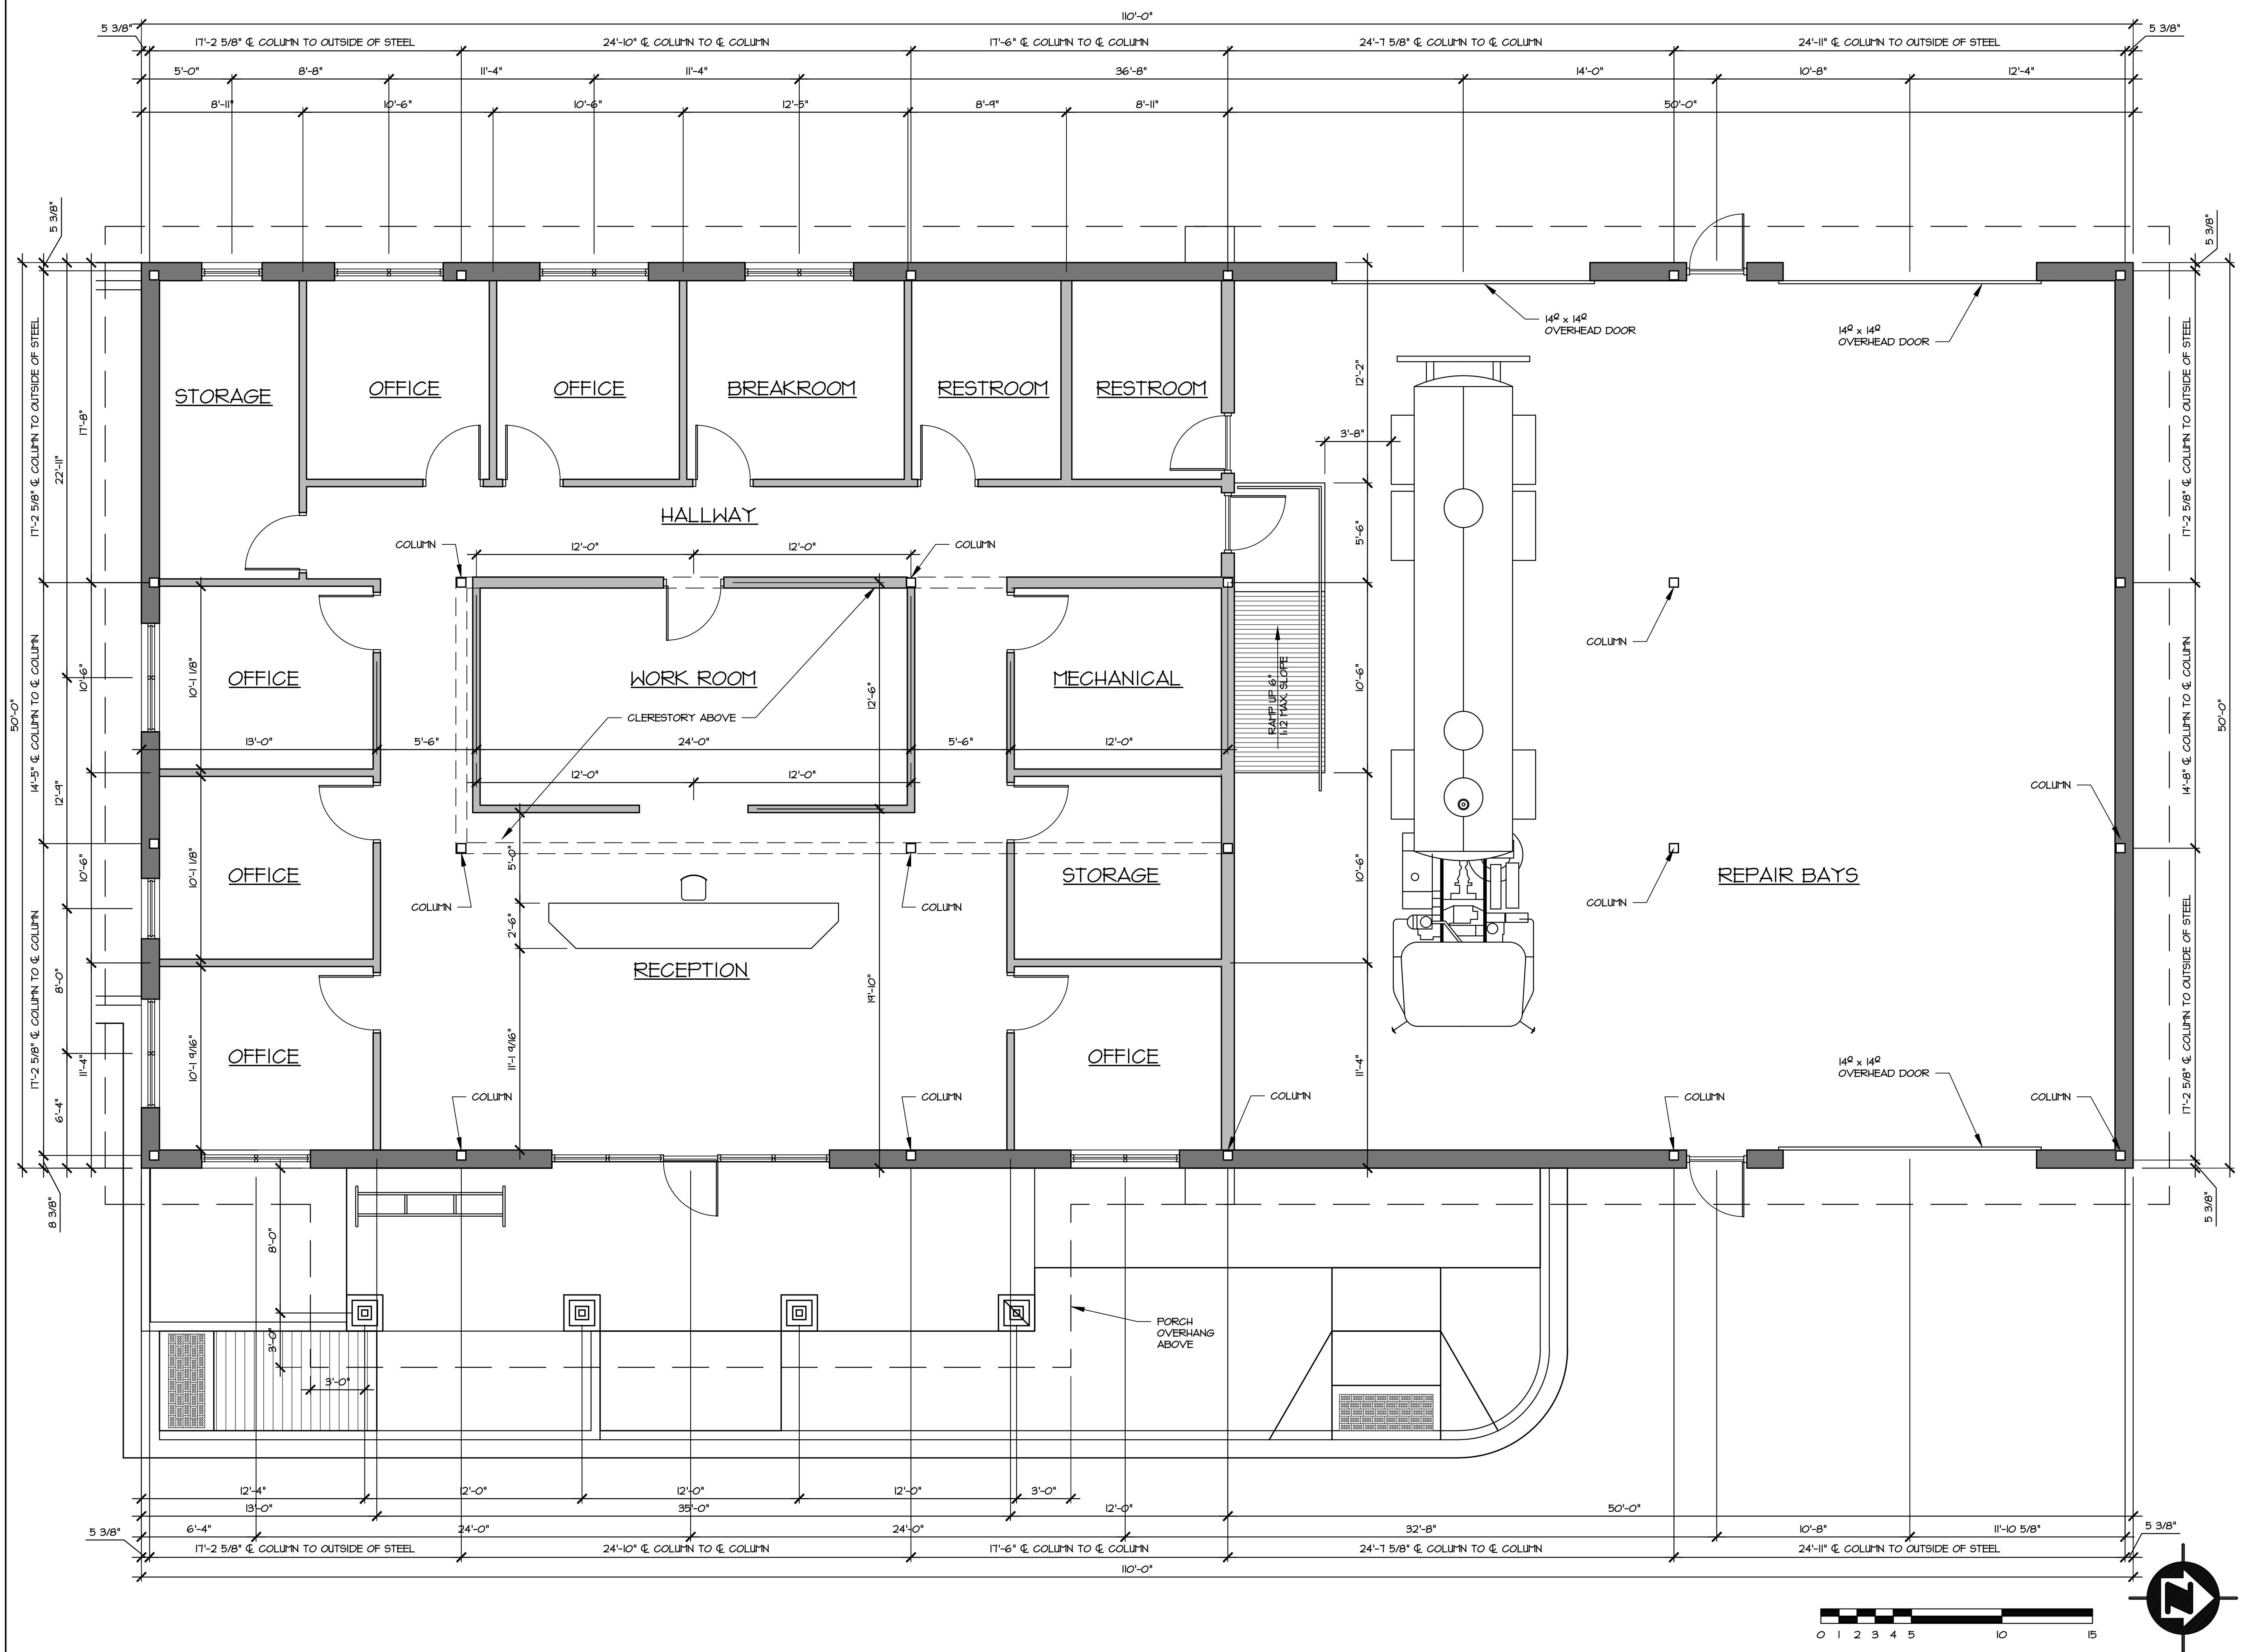 110'-0"
5 3/8"
17'-2 5/8" ℄ COLUMN TO OUTSIDE OF STEEL
24'-10" ℄ COLUMN TO ℄ COLUMN
17'-6" ℄ COLUMN TO ℄ COLUMN
24'-7 5/8" ℄ COLUMN TO ℄ COLUMN
24'-11" ℄ COLUMN TO OUTSIDE OF STEEL
5 3/8"
5'-0"
8'-8"
11'-4"
11'-4"
36'-8"
14'-0"
10'-8"
12'-4"
8'-11"
10'-6"
10'-6"
12'-5"
8'-9"
8'-11"
50'-0"
5 3/8"
5 3/8"
50'-0"
17'-2 5/8" ℄ COLUMN TO OUTSIDE OF STEEL
14'-5" ℄ COLUMN TO ℄ COLUMN
17'-2 5/8" ℄ COLUMN TO ℄ COLUMN
22'-11"
12'-9"
8'-0"
6'-4"
17'-8"
10'-6"
10'-6"
11'-4"
8 3/8"
14⁰ x 14⁰
OVERHEAD DOOR
14⁰ x 14⁰
OVERHEAD DOOR
STORAGE
OFFICE
OFFICE
BREAKROOM
RESTROOM
RESTROOM
12'-2"
3'-8"
5'-6"
10'-6"
10'-6"
11'-4"
HALLWAY
COLUMN
12'-0"
12'-0"
COLUMN
OFFICE
10'-1 1/8"
WORK ROOM
CLERESTORY ABOVE
12'-6"
MECHANICAL
RAMP UP 6"
1:12 MAX. SLOPE
COLUMN
13'-0"
5'-6"
24'-0"
5'-6"
12'-0"
12'-0"
12'-0"
COLUMN
OFFICE
10'-1 1/8"
5'-0"
2'-6"
COLUMN
COLUMN
STORAGE
COLUMN
REPAIR BAYS
RECEPTION
19'-10"
OFFICE
10'-1 9/16"
11'-1 9/16"
OFFICE
14⁰ x 14⁰
OVERHEAD DOOR
COLUMN
COLUMN
COLUMN
COLUMN
COLUMN
17'-2 5/8" ℄ COLUMN TO OUTSIDE OF STEEL
14'-8" ℄ COLUMN TO ℄ COLUMN
17'-2 5/8" ℄ COLUMN TO OUTSIDE OF STEEL
50'-0"
5 3/8"
8'-0"
3'-0"
3'-0"
PORCH
OVERHANG
ABOVE
12'-4"
12'-0"
12'-0"
12'-0"
3'-0"
13'-0"
35'-0"
12'-0"
50'-0"
5 3/8"
6'-4"
24'-0"
24'-0"
32'-8"
10'-8"
11'-10 5/8"
5 3/8"
17'-2 5/8" ℄ COLUMN TO OUTSIDE OF STEEL
24'-10" ℄ COLUMN TO ℄ COLUMN
17'-6" ℄ COLUMN TO ℄ COLUMN
24'-7 5/8" ℄ COLUMN TO ℄ COLUMN
24'-11" ℄ COLUMN TO OUTSIDE OF STEEL
110'-0"
N
0 1 2 3 4 5 10 15